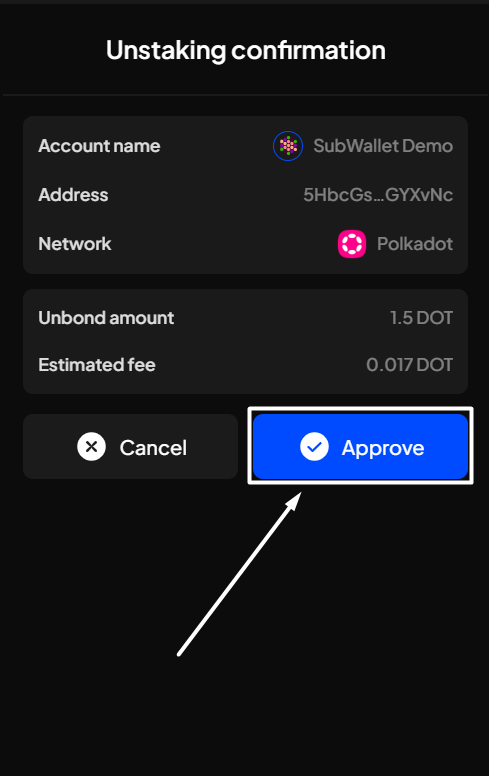 Unstaking confirmation
Account name SubWallet Demo
Address 5HbcGs...GYXvNc
Network Polkadot
Unbond amount 1.5 DOT
Estimated fee 0.017 DOT
Cancel Approve